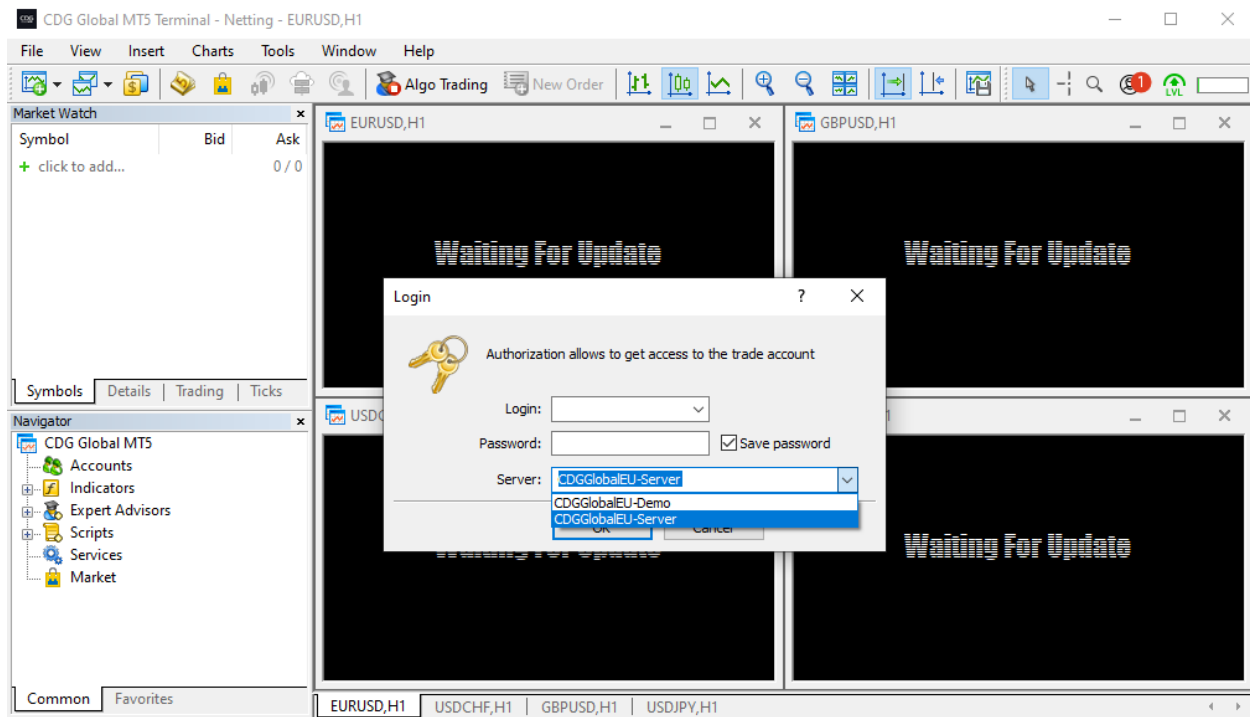 CDG CDG Global MT5 Terminal - Netting - EURUSD,H1
File View Insert Charts Tools Window Help
Algo Trading New Order 1 LVL
Market Watch
Symbol Bid Ask
click to add... 0 / 0
Symbols Details Trading Ticks
Navigator
CDG Global MT5
Accounts
Indicators
Expert Advisors
Scripts
Services
Market
Common Favorites
EURUSD,H1
Waiting For Update
GBPUSD,H1
Waiting For Update
Login ?
Authorization allows to get access to the trade account
Login:
Password: Save password
Server: CDGGlobalEU-Server
CDGGlobalEU-Demo
CDGGlobalEU-Server
OK Cancel
Waiting For Update
EURUSD,H1 USDCHF,H1 GBPUSD,H1 USDJPY,H1